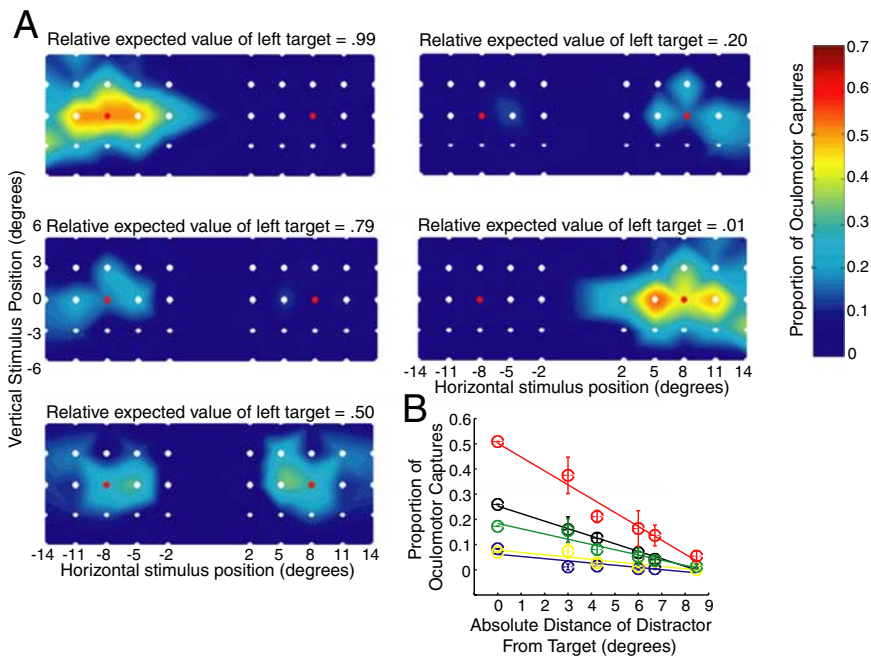 A
Relative expected value of left target = .99
Relative expected value of left target = .20
Relative expected value of left target = .79
Relative expected value of left target = .01
Relative expected value of left target = .50
Vertical Stimulus Position (degrees)
6
3
0
-3
-6
-14 -11 -8 -5 -2 2 5 8 11 14
Horizontal stimulus position (degrees)
-14 -11 -8 -5 -2 2 5 8 11 14
Horizontal stimulus position (degrees)
Proportion of Oculomotor Captures
0.7
0.6
0.5
0.4
0.3
0.2
0.1
0
B
Proportion of
Oculomotor Captures
0.6
0.5
0.4
0.3
0.2
0.1
0
0 1 2 3 4 5 6 7 8 9
Absolute Distance of Distractor
From Target (degrees)